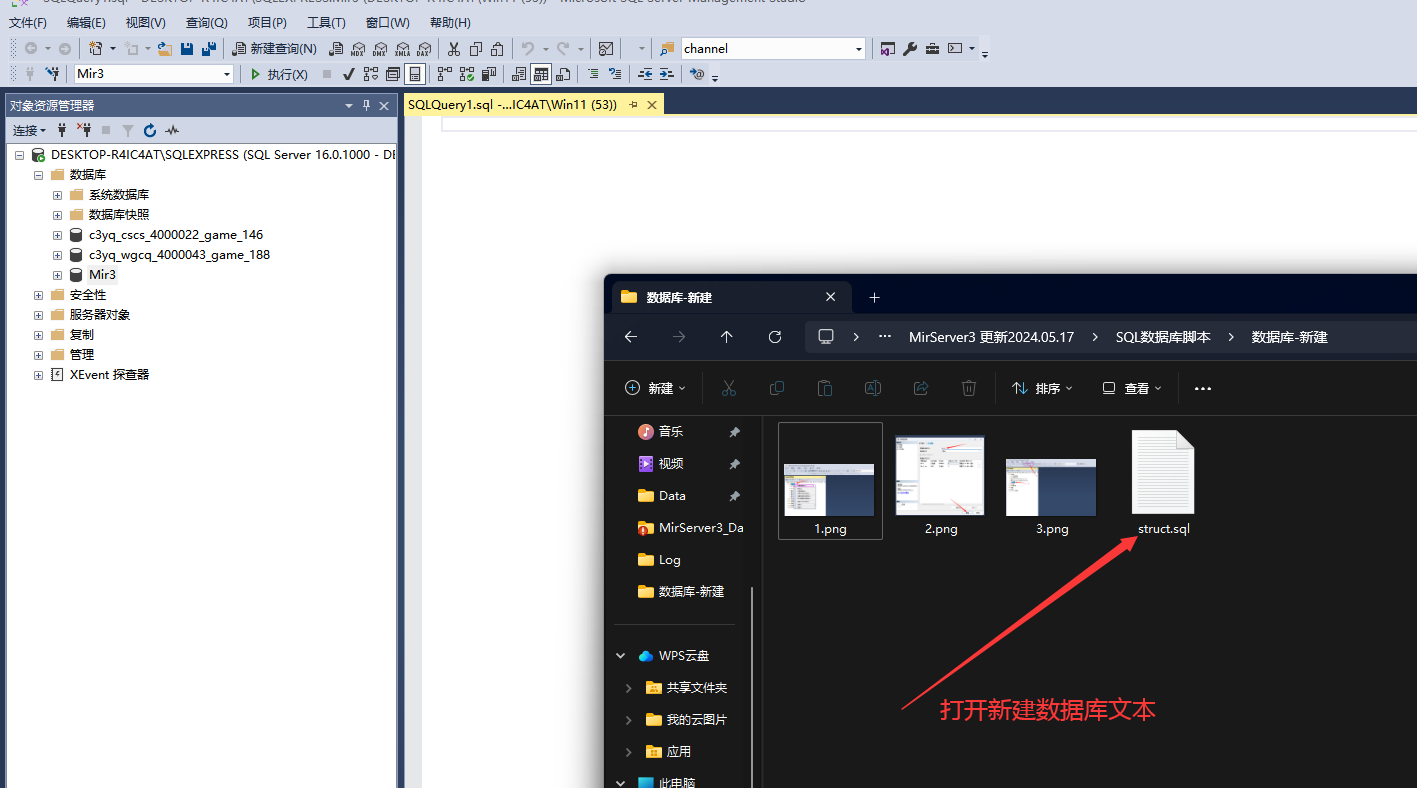 文件(F) 编辑(E) 视图(V) 查询(Q) 项目(P) 工具(T) 窗口(W) 帮助(H)
新建查询(N) MDX DMX XMLA DAX channel
Mir3 执行(X)
对象资源管理器
SQLQuery1.sql -...IC4AT\Win11 (53))
连接
DESKTOP-R4IC4AT\SQLEXPRESS (SQL Server 16.0.1000 - DE
数据库
系统数据库
数据库快照
c3yq_cscs_4000022_game_146
c3yq_wgcq_4000043_game_188
Mir3
安全性
服务器对象
复制
管理
XEvent 探查器
数据库-新建
MirServer3 更新2024.05.17 SQL数据库脚本 数据库-新建
新建 排序 查看
音乐
视频
Data
MirServer3_Da
Log
数据库-新建
WPS云盘
共享文件夹
我的云图片
应用
此电脑
1.png 2.png 3.png struct.sql
打开新建数据库文本